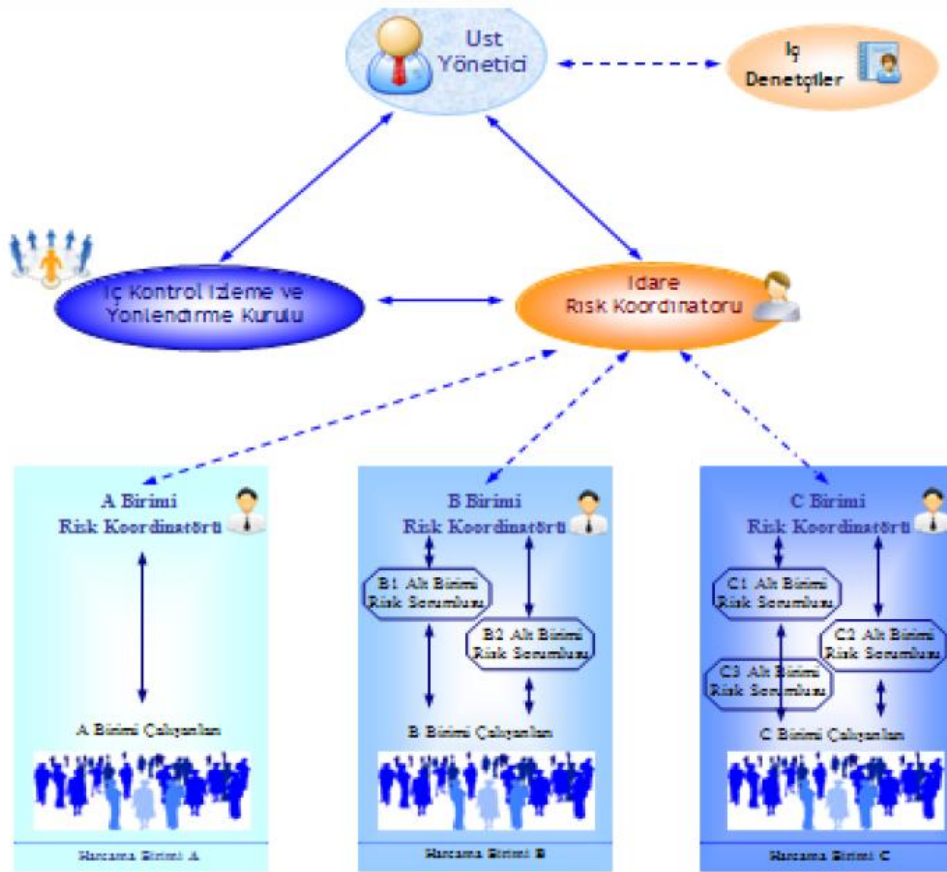 Üst
Yönetici
İç
Denetçiler
İç Kontrol İzleme ve
Yönlendirme Kurulu
İdare
Risk Koordinatörü
A Birimi
Risk Koordinatörü
A Birimi Çalışanları
Harcama Birimi A
B Birimi
Risk Koordinatörü
B1 Alt Birimi
Risk Sorumlusu
B2 Alt Birimi
Risk Sorumlusu
B Birimi Çalışanları
Harcama Birimi B
C Birimi
Risk Koordinatörü
C1 Alt Birimi
Risk Sorumlusu
C2 Alt Birimi
Risk Sorumlusu
C3 Alt Birimi
Risk Sorumlusu
C Birimi Çalışanları
Harcama Birimi C